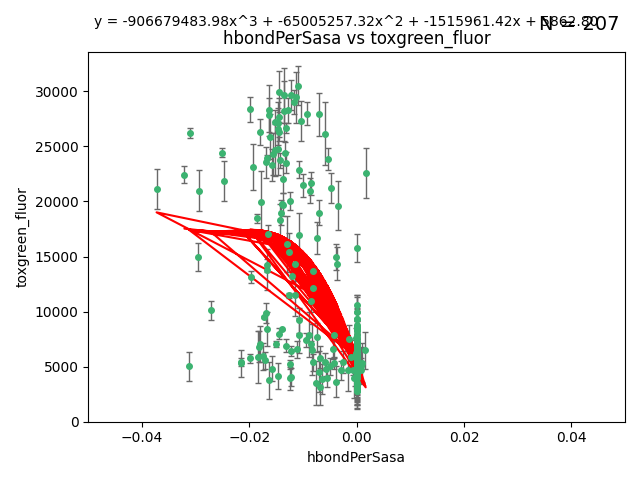 y = -906679483.98x^3 + -65005257.32x^2 + -1515961.42x + 5862.80
N = 207
hbondPerSasa vs toxgreen_fluor
30000
25000
20000
15000
10000
5000
0
toxgreen_fluor
−0.04
−0.02
0.00
0.02
0.04
hbondPerSasa